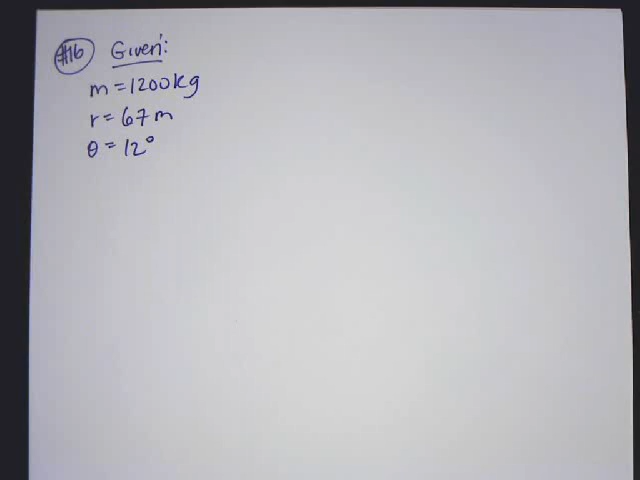 #16 Given:
m = 1200 kg
r = 67 m
θ = 12°